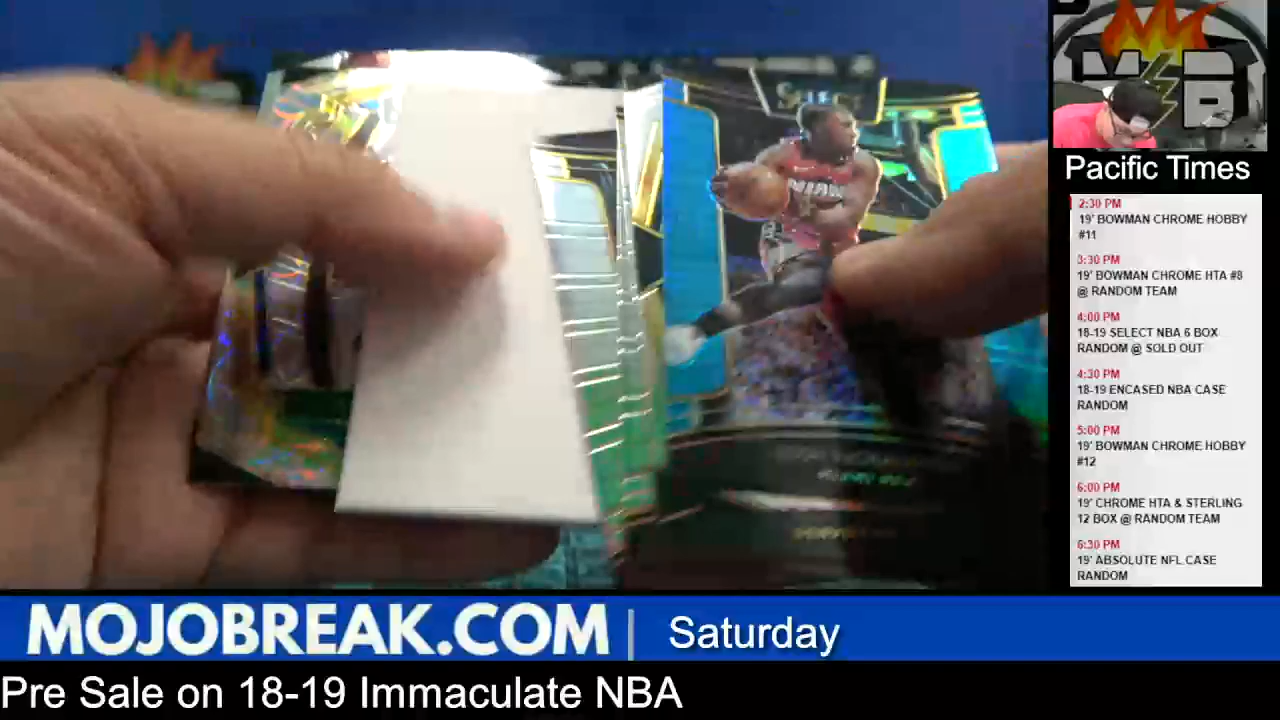 SELECT
MIAMI
M B
Pacific Times
2:30 PM
19' BOWMAN CHROME HOBBY
#11
3:30 PM
19' BOWMAN CHROME HTA #8
@ RANDOM TEAM
4:00 PM
18-19 SELECT NBA 6 BOX
RANDOM @ SOLD OUT
4:30 PM
18-19 ENCASED NBA CASE
RANDOM
5:00 PM
19' BOWMAN CHROME HOBBY
#12
6:00 PM
19' CHROME HTA & STERLING
12 BOX @ RANDOM TEAM
6:30 PM
19' ABSOLUTE NFL CASE
RANDOM
MOJOBREAK.COM | Saturday
Pre Sale on 18-19 Immaculate NBA